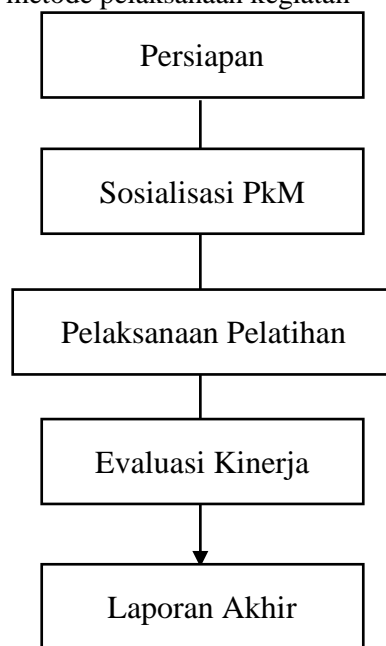 metode pelaksanaan kegiatan
Persiapan
Sosialisasi PkM
Pelaksanaan Pelatihan
Evaluasi Kinerja
Laporan Akhir